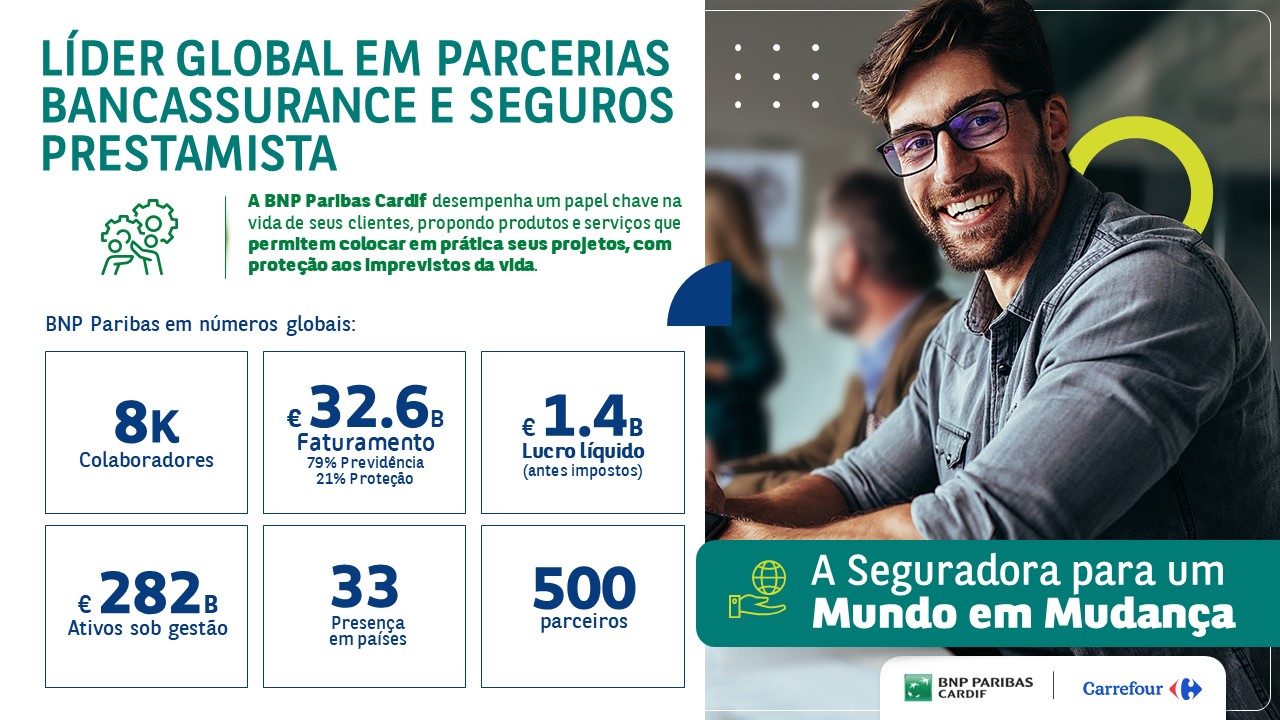 LÍDER GLOBAL EM PARCERIAS
BANCASSURANCE E SEGUROS
PRESTAMISTA
A BNP Paribas Cardif desempenha um papel chave na
vida de seus clientes, propondo produtos e serviços que
permitem colocar em prática seus projetos, com
proteção aos imprevistos da vida.
BNP Paribas em números globais:
8K
Colaboradores
€ 32.6B
Faturamento
79% Previdência
21% Proteção
€ 1.4B
Lucro líquido
(antes impostos)
€ 282B
Ativos sob gestão
33
Presença
em países
500
parceiros
A Seguradora para um
Mundo em Mudança
BNP PARIBAS
CARDIF
Carrefour